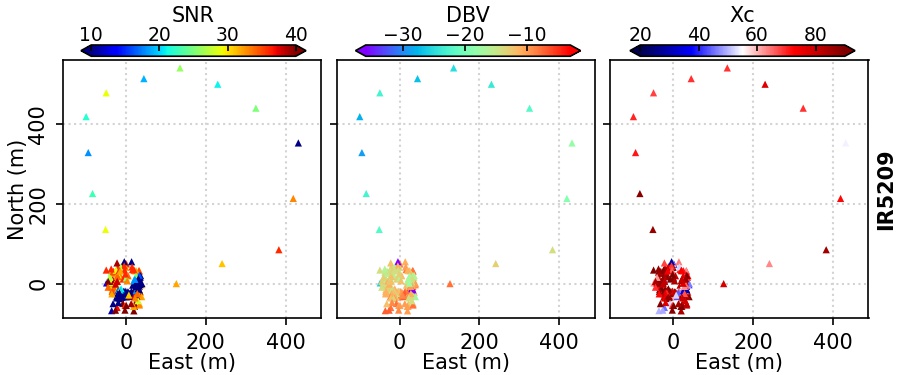 SNR DBV Xc
10 20 30 40 −30 −20 −10 20 40 60 80
North (m)
400
200
0
IR5209
0 200 400 0 200 400 0 200 400
East (m) East (m) East (m)